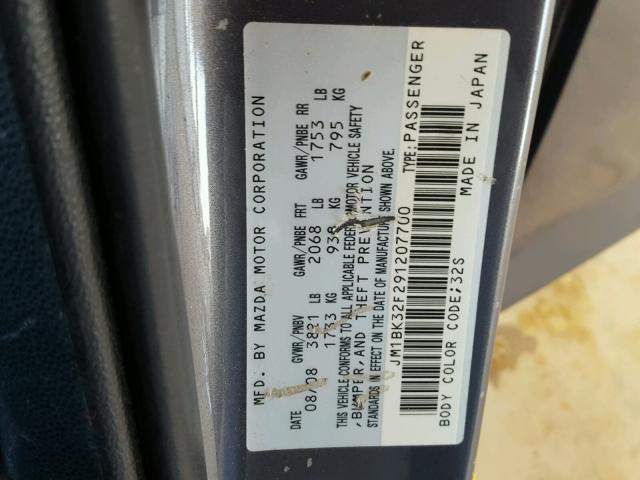 MFD. BY MAZDA MOTOR CORPORATION
DATE GVWR/PNBV GAWR/PNBE FRT GAWR/PNBE RR
08/08 3821 LB 2068 LB 1753 LB
1733 KG 938 KG 795 KG
THIS VEHICLE CONFORMS TO ALL APPLICABLE FEDERAL MOTOR VEHICLE SAFETY
,BUMPER,AND THEFT PREVENTION
STANDARDS IN EFFECT ON THE DATE OF MANUFACTURE SHOWN ABOVE.
JM1BK32F291207700 TYPE:PASSENGER
BODY COLOR CODE;32S MADE IN JAPAN